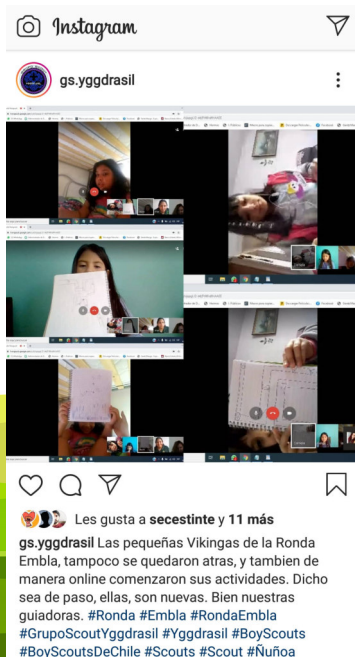 Instagram
gs.yggdrasil
Les gusta a secestinte y 11 más
gs.yggdrasil Las pequeñas Vikingas de la Ronda
Embla, tampoco se quedaron atras, y tambien de
manera online comenzaron sus actividades. Dicho
sea de paso, ellas, son nuevas. Bien nuestras
guiadoras. #Ronda #Embla #RondaEmbla
#GrupoScoutYggdrasil #Yggdrasil #BoyScouts
#BoyScoutsDeChile #Scouts #Scout #Ñuñoa